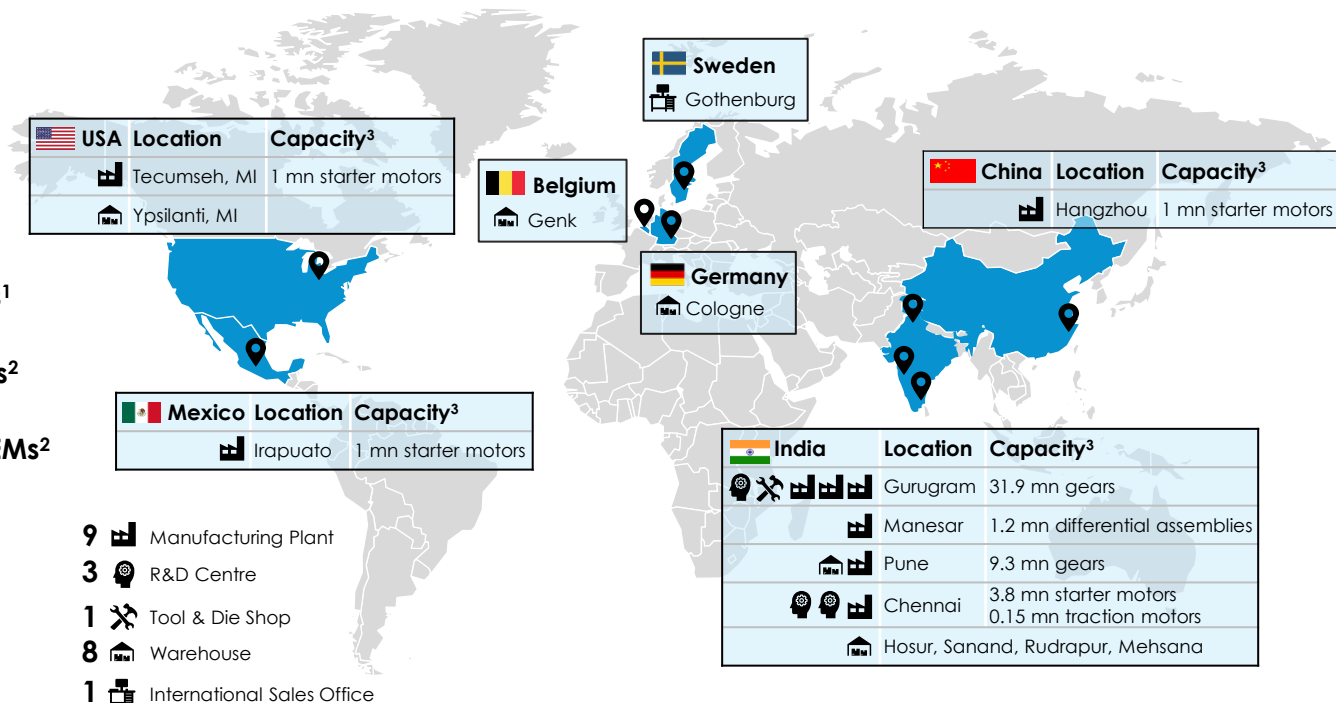 Sweden
Gothenburg
USA Location Capacity³
Tecumseh, MI 1 mn starter motors
Ypsilanti, MI
Belgium
Genk
China Location Capacity³
Hangzhou 1 mn starter motors
Germany
Cologne
1
s²
EMs²
Mexico Location Capacity³
Irapuato 1 mn starter motors
India Location Capacity³
Gurugram 31.9 mn gears
Manesar 1.2 mn differential assemblies
Pune 9.3 mn gears
Chennai 3.8 mn starter motors
0.15 mn traction motors
Hosur, Sanand, Rudrapur, Mehsana
9 Manufacturing Plant
3 R&D Centre
1 Tool & Die Shop
8 Warehouse
1 International Sales Office